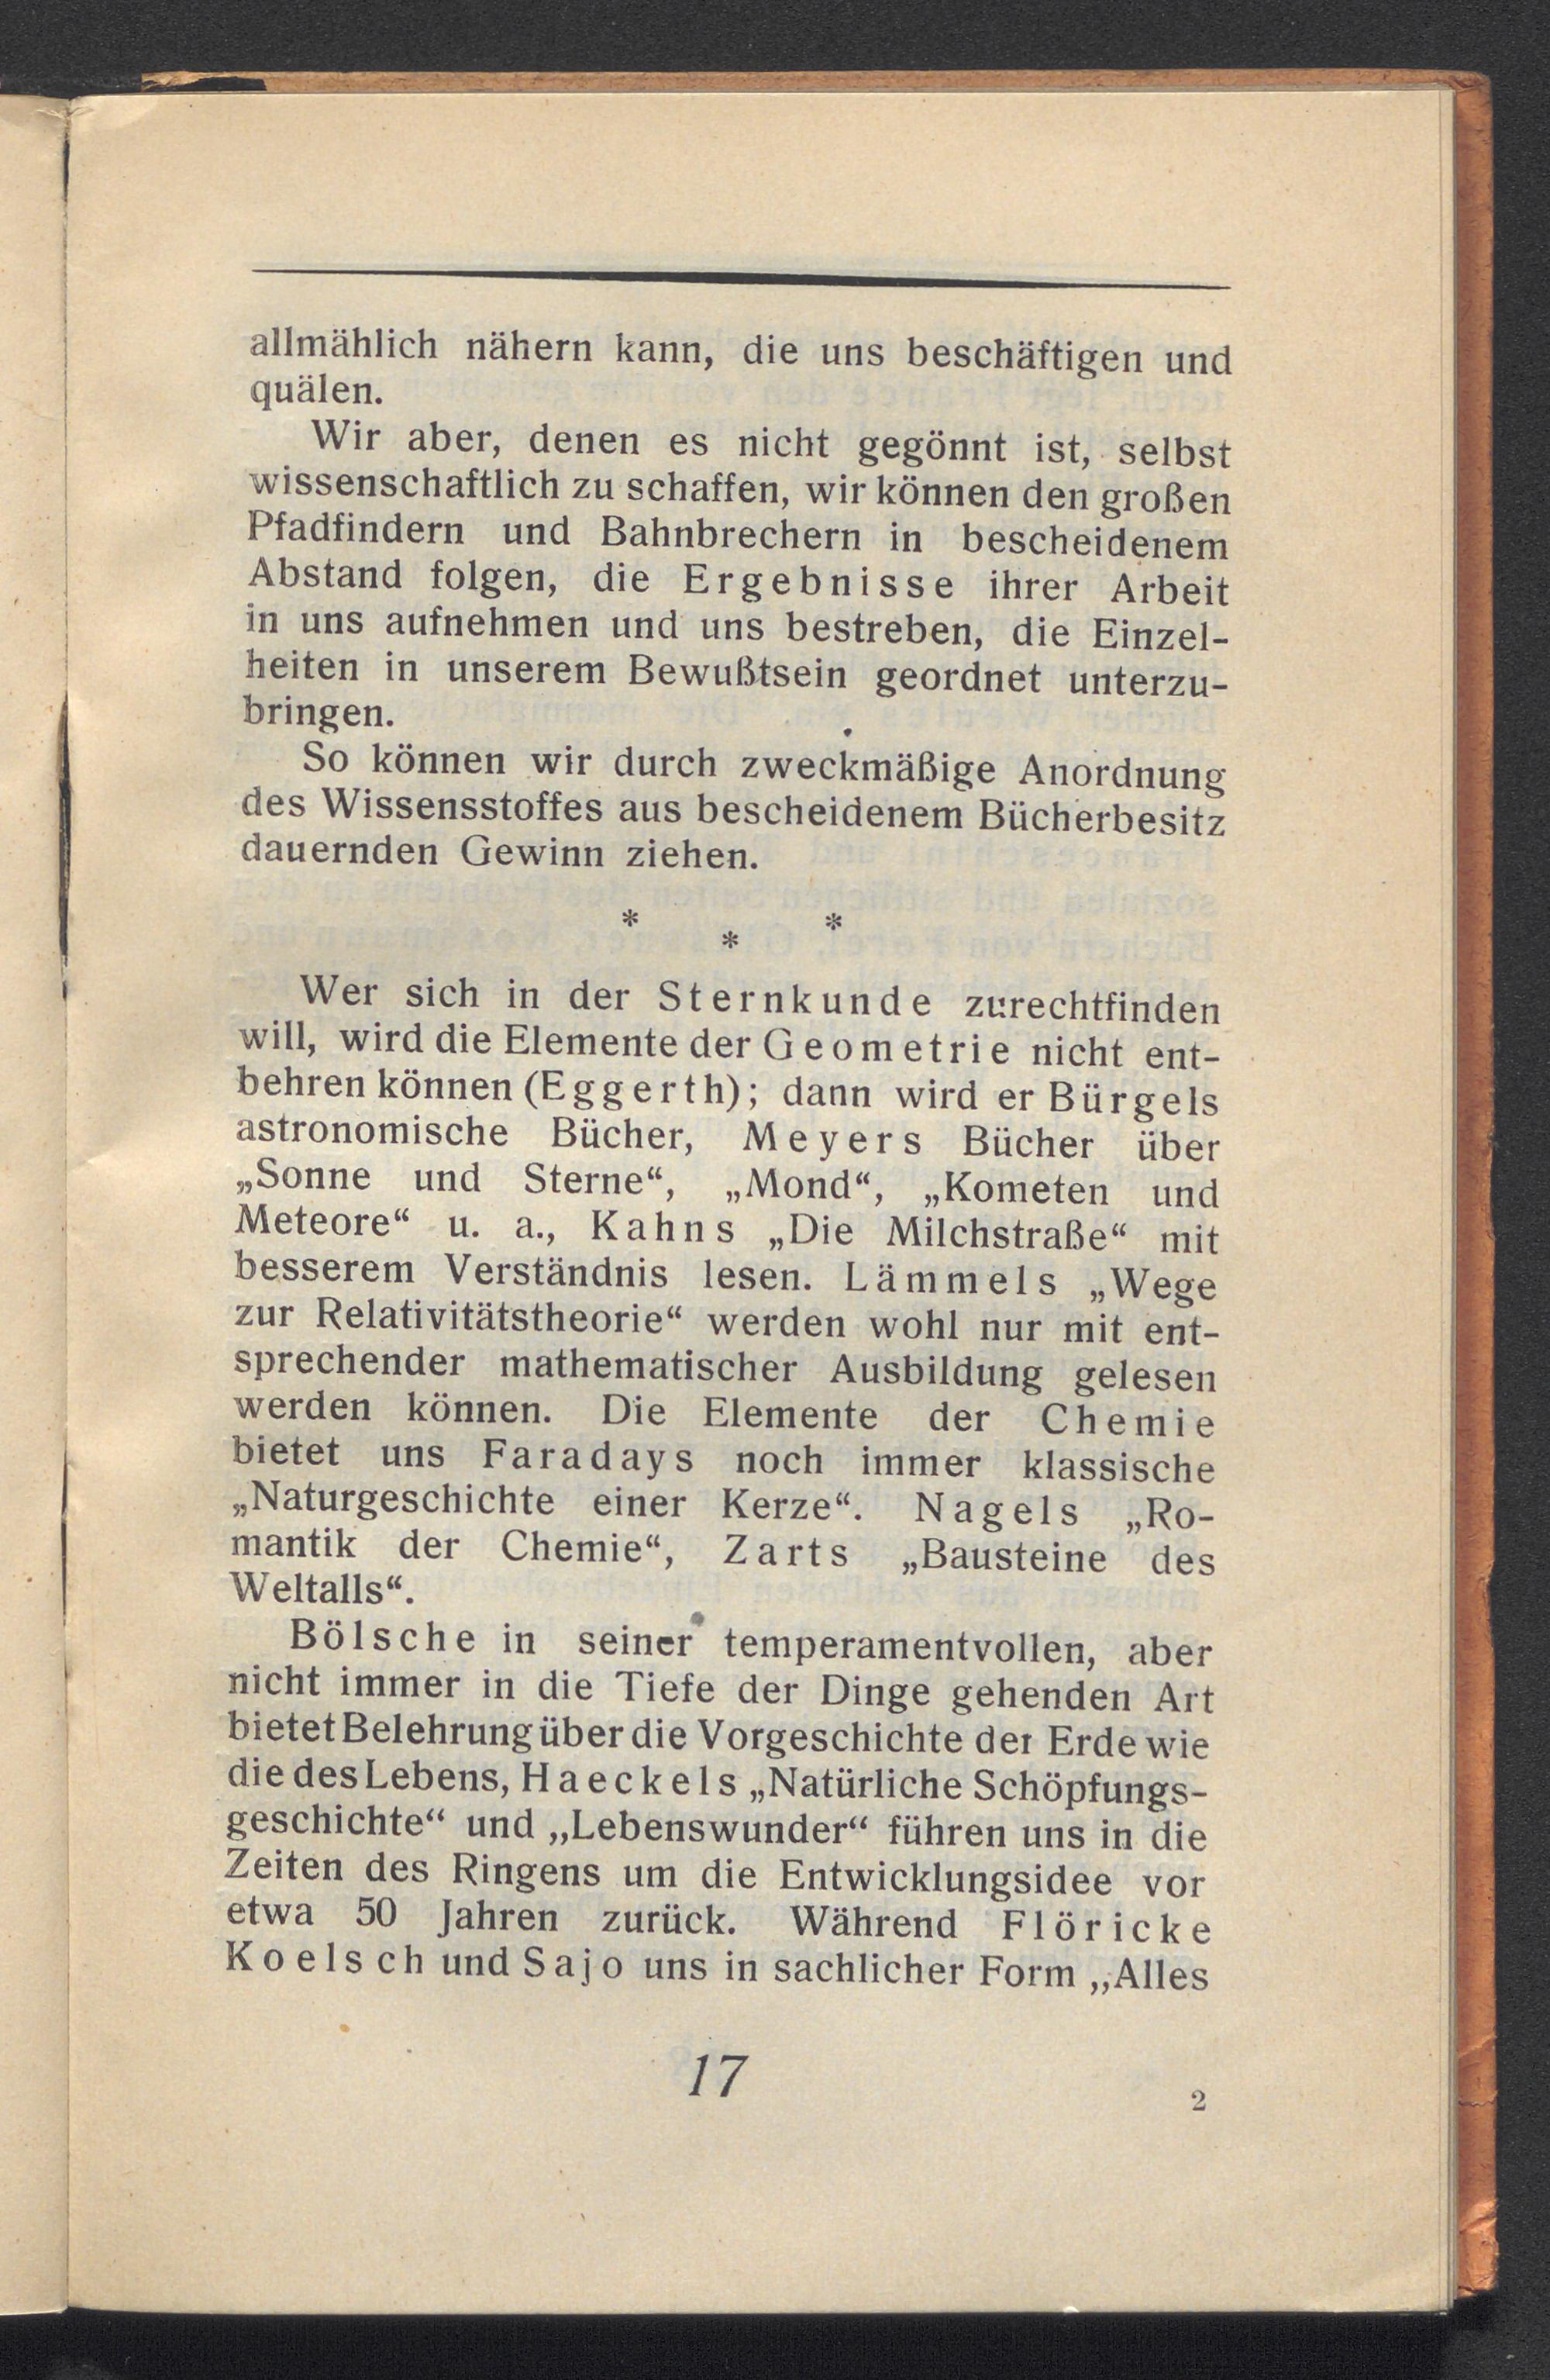 allmählich nähern kann, die uns beschäftigen und
quälen.
Wir aber, denen es nicht gegönnt ist, selbst
wissenschaftlich zu schaffen, wir können den großen
Pfadfindern und Bahnbrechern in bescheidenem
Abstand folgen, die Ergebnisse ihrer Arbeit
in uns aufnehmen und uns bestreben, die Einzel-
heiten in unserem Bewußtsein geordnet unterzu-
bringen.
So können wir durch zweckmäßige Anordnung
des Wissensstoffes aus bescheidenem Bücherbesitz
dauernden Gewinn ziehen.
* * *
Wer sich in der Sternkunde zurechtfinden
will, wird die Elemente der Geometrie nicht ent-
behren können (Eggerth); dann wird er Bürgels
astronomische Bücher, Meyers Bücher über
„Sonne und Sterne“, „Mond“, „Kometen und
Meteore“ u. a., Kahns „Die Milchstraße“ mit
besserem Verständnis lesen. Lämmels „Wege
zur Relativitätstheorie“ werden wohl nur mit ent-
sprechender mathematischer Ausbildung gelesen
werden können. Die Elemente der Chemie
bietet uns Faradays noch immer klassische
„Naturgeschichte einer Kerze“. Nagels „Ro-
mantik der Chemie“, Zarts „Bausteine des
Weltalls“.
Bölsche in seiner temperamentvollen, aber
nicht immer in die Tiefe der Dinge gehenden Art
bietet Belehrung über die Vorgeschichte der Erde wie
die des Lebens, Haeckels „Natürliche Schöpfungs-
geschichte“ und „Lebenswunder“ führen uns in die
Zeiten des Ringens um die Entwicklungsidee vor
etwa 50 Jahren zurück. Während Flöricke
Koelsch und Sajo uns in sachlicher Form „Alles
17
2